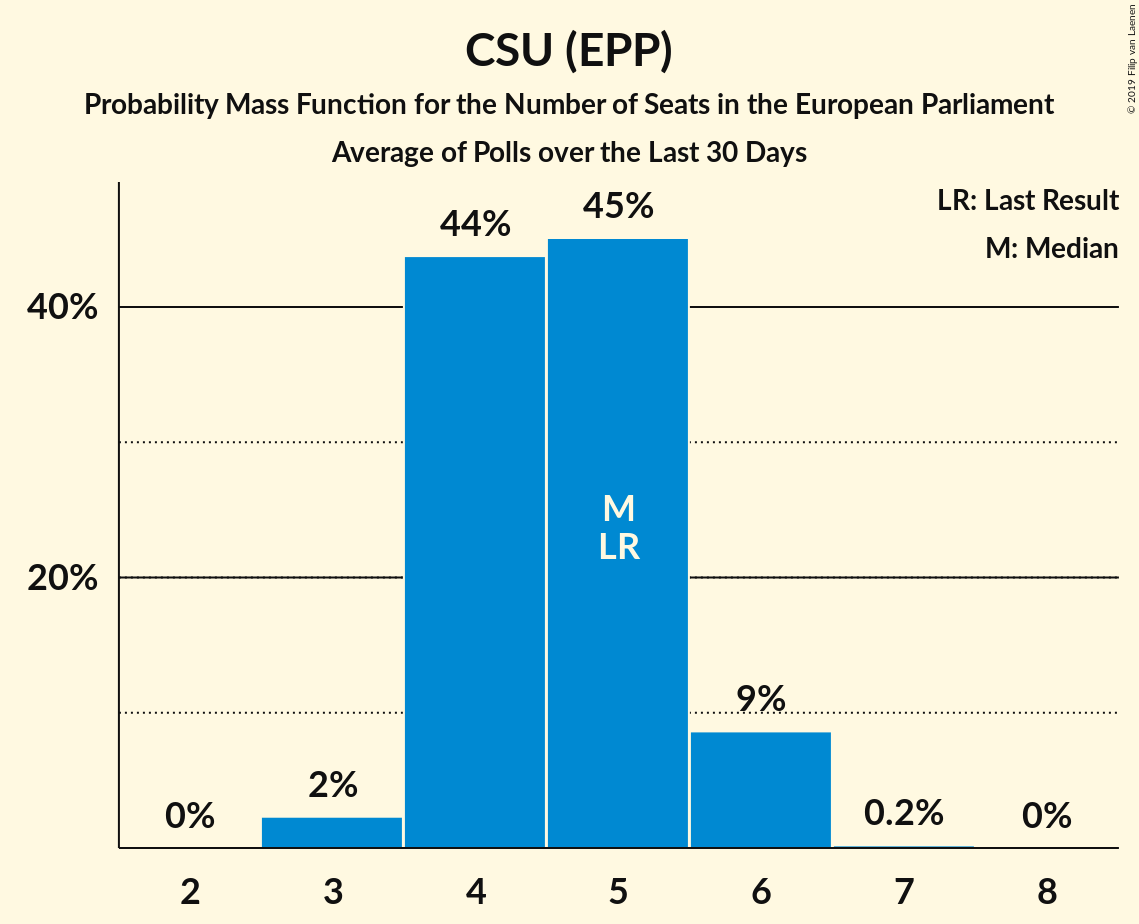 CSU (EPP)
Probability Mass Function for the Number of Seats in the European Parliament
Average of Polls over the Last 30 Days
© 2019 Filip van Laenen
LR: Last Result
M: Median
40%
20%
0%
2%
44%
45%
M
LR
9%
0.2%
0%
2 3 4 5 6 7 8